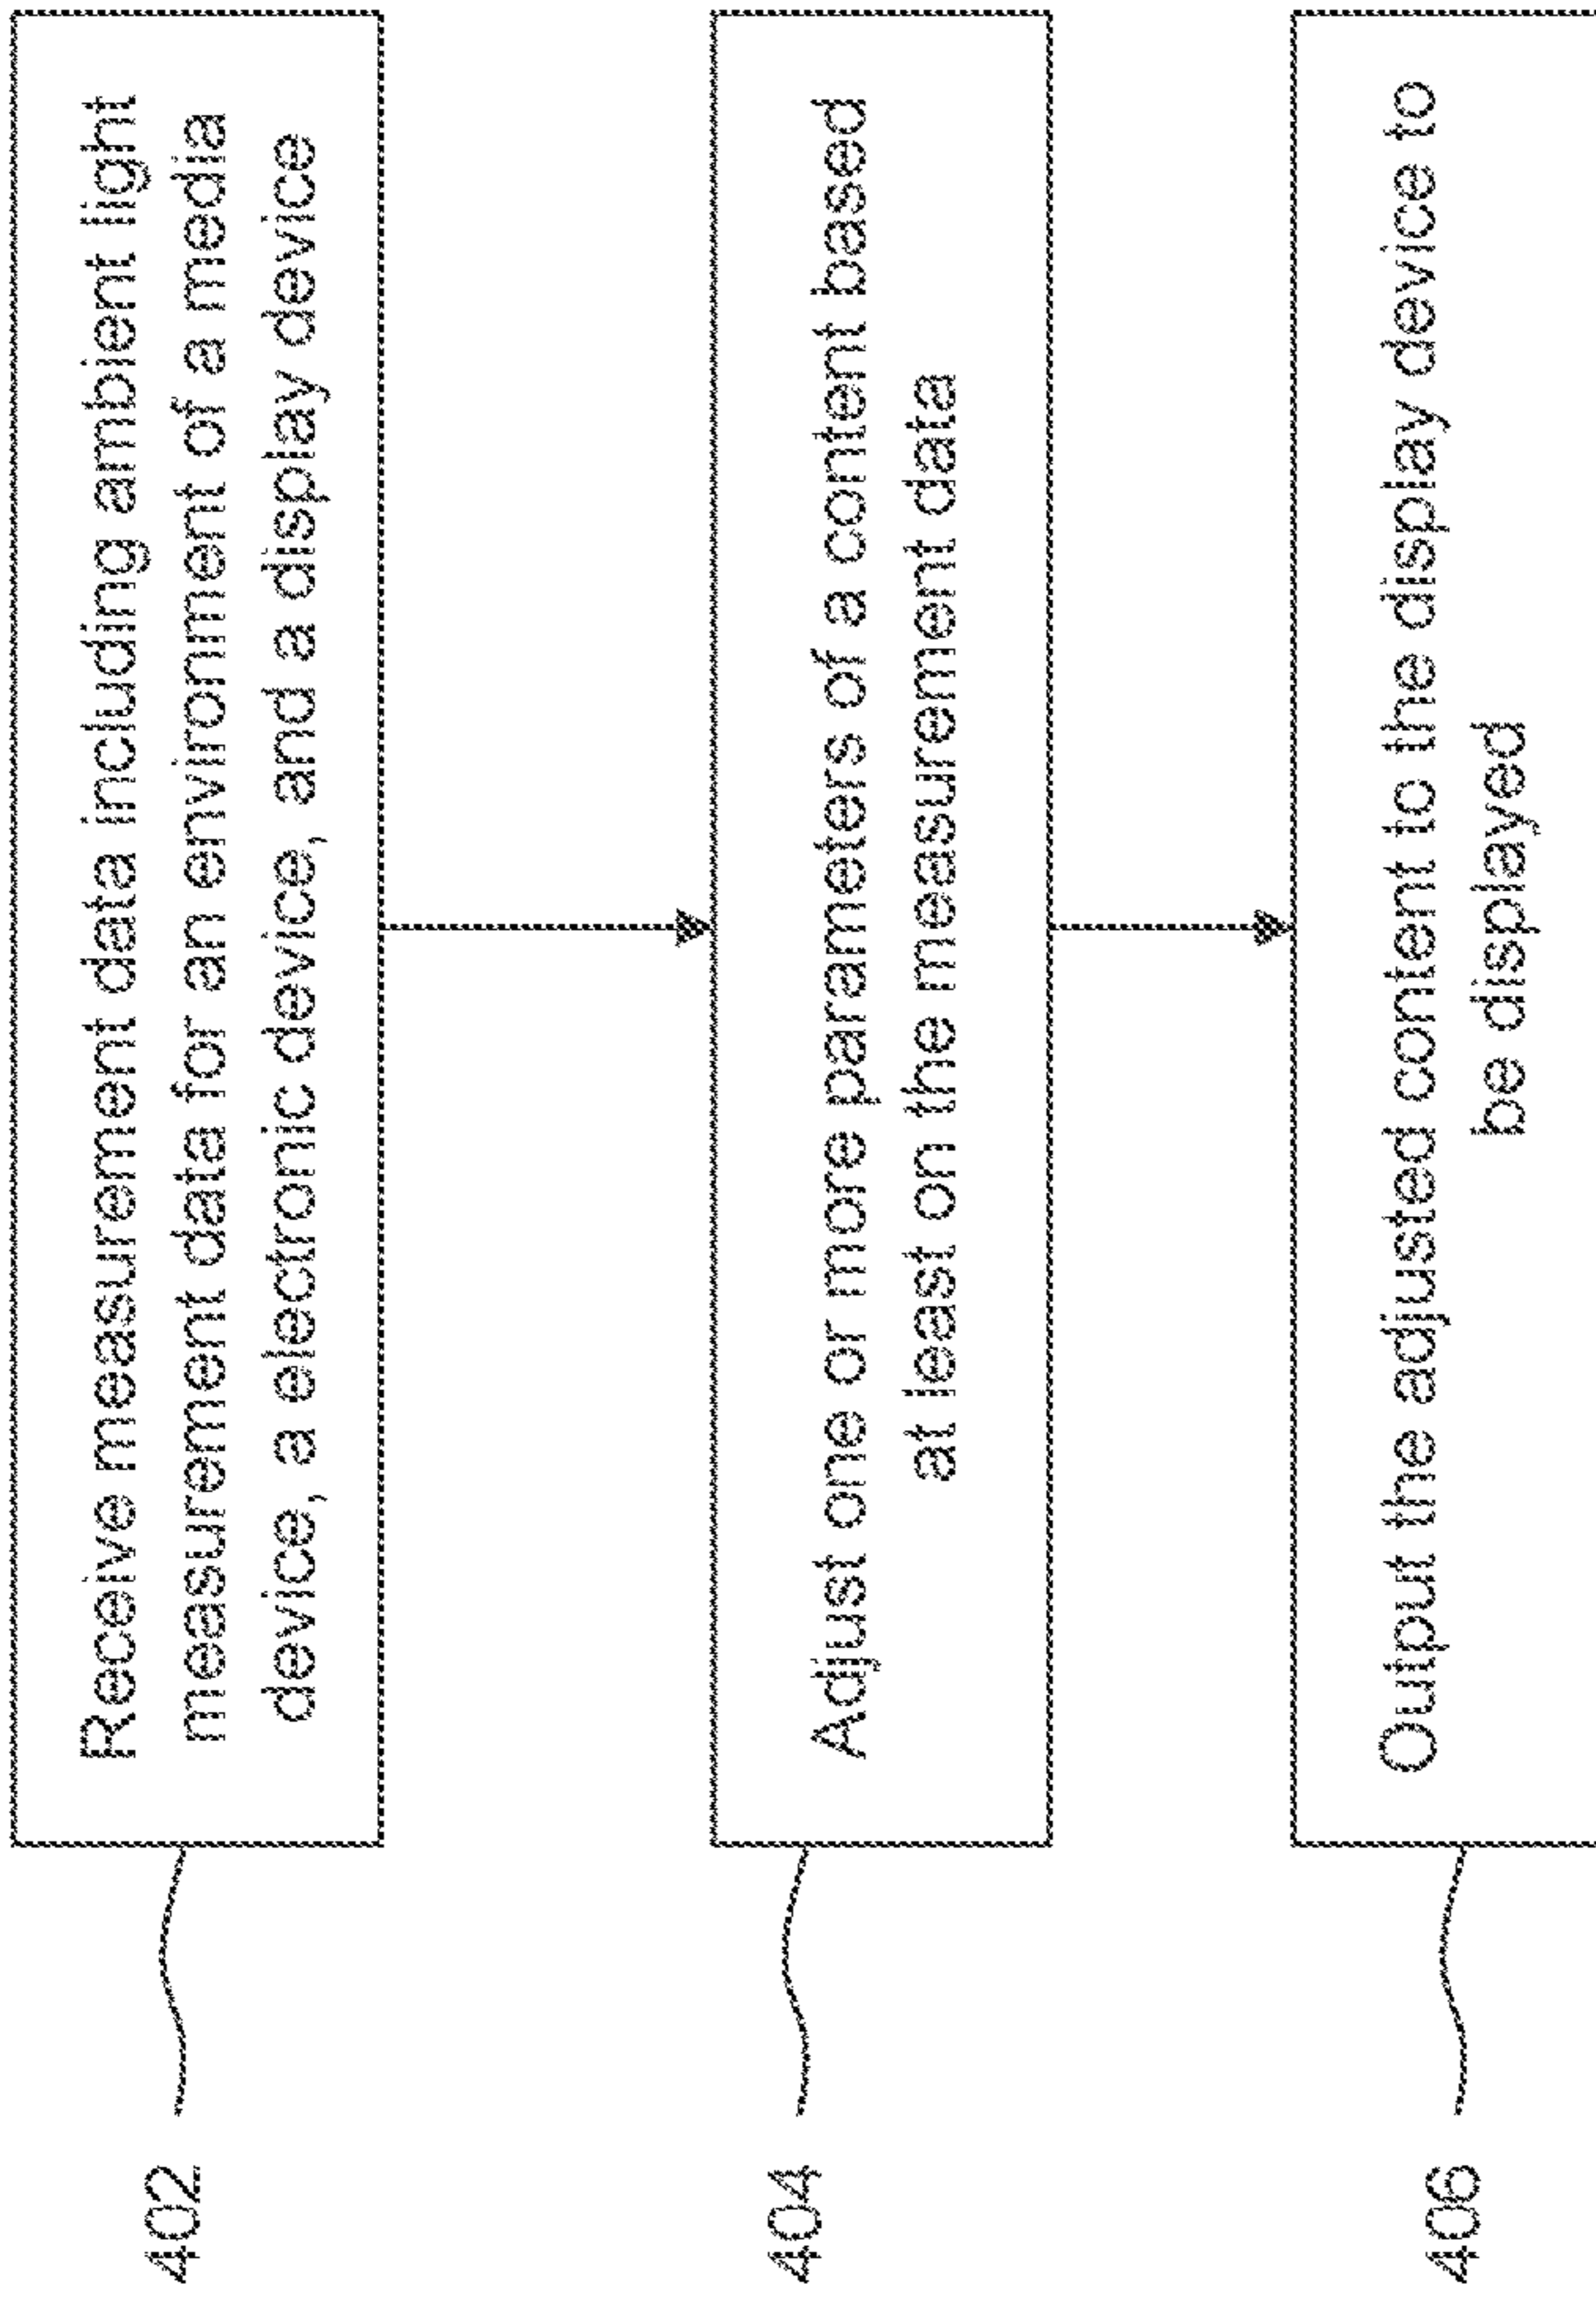 402
Receive measurement data including ambient light
measurement data for an environment of a media
device, a electronic device, and a display device
404
Adjust one or more parameters of a content based
at least on the measurement data
406
Output the adjusted content to the display device to
be displayed